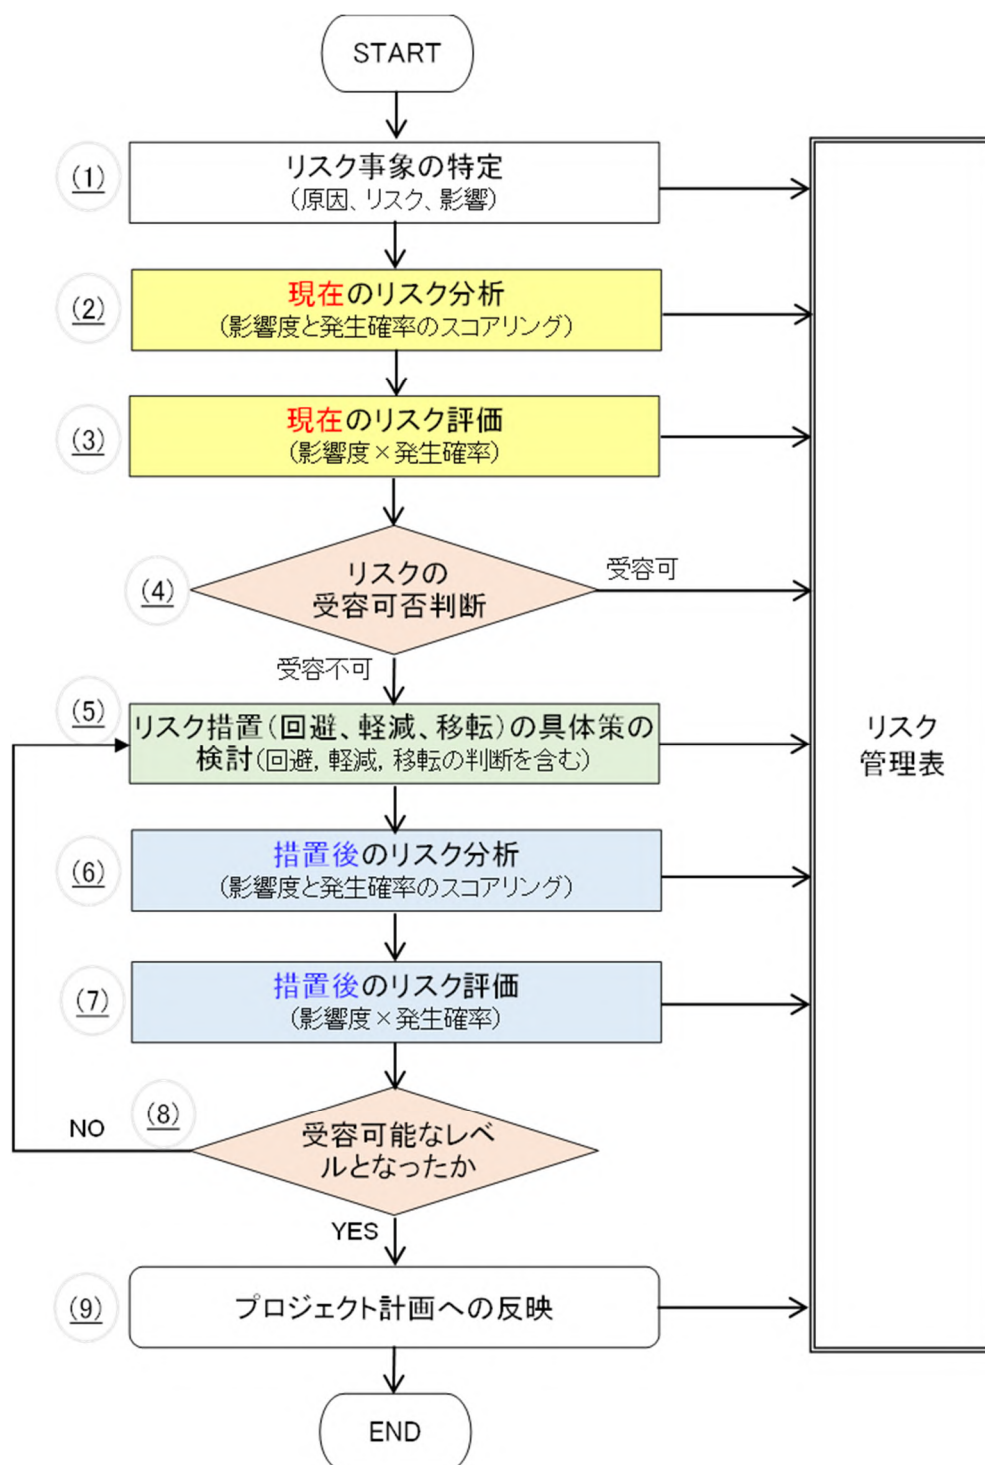 START
(1)
リスク事象の特定
(原因、リスク、影響)
(2)
現在のリスク分析
(影響度と発生確率のスコアリング)
(3)
現在のリスク評価
(影響度×発生確率)
(4)
リスクの
受容可否判断
受容可
受容不可
(5)
リスク措置(回避、軽減、移転)の具体策の
検討(回避, 軽減, 移転の判断を含む)
リスク
管理表
(6)
措置後のリスク分析
(影響度と発生確率のスコアリング)
(7)
措置後のリスク評価
(影響度×発生確率)
(8)
NO
受容可能なレベ
ルとなったか
YES
(9)
プロジェクト計画への反映
END